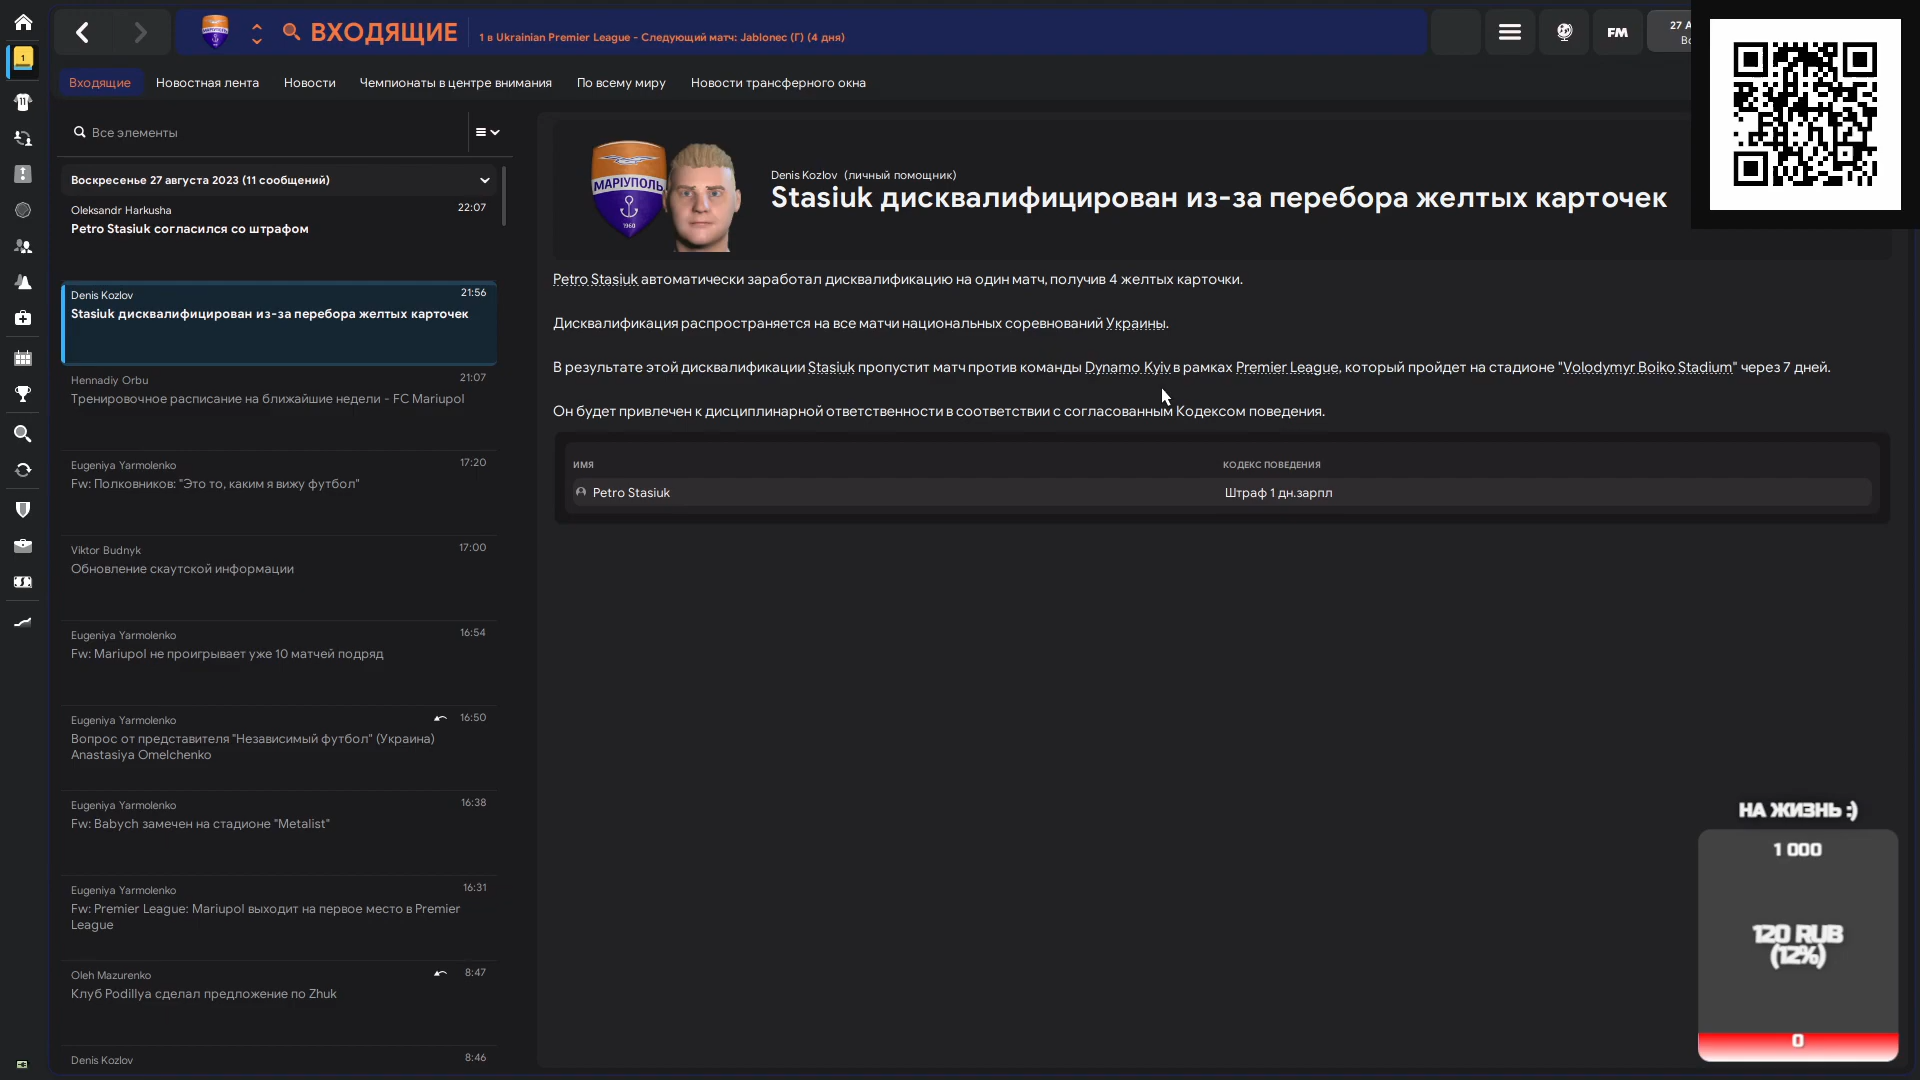 ВХОДЯЩИЕ
1 в Ukrainian Premier League - Следующий матч: Jablonec (Г) (4 дня)
FM
27 А
Вс
1
11
Входящие
Новостная лента
Новости
Чемпионаты в центре внимания
По всему миру
Новости трансферного окна
Все элементы
Воскресенье 27 августа 2023 (11 сообщений)
Oleksandr Harkusha
22:07
Petro Stasiuk согласился со штрафом
Denis Kozlov
21:56
Stasiuk дисквалифицирован из-за перебора желтых карточек
Hennadiy Orbu
21:07
Тренировочное расписание на ближайшие недели - FC Mariupol
Eugeniya Yarmolenko
17:20
Fw: Полковников: "Это то, каким я вижу футбол"
Viktor Budnyk
17:00
Обновление скаутской информации
Eugeniya Yarmolenko
16:54
Fw: Mariupol не проигрывает уже 10 матчей подряд
Eugeniya Yarmolenko
16:50
Вопрос от представителя "Независимый футбол" (Украина)
Anastasiya Omelchenko
Eugeniya Yarmolenko
16:38
Fw: Babych замечен на стадионе "Metalist"
Eugeniya Yarmolenko
16:31
Fw: Premier League: Mariupol выходит на первое место в Premier
League
Oleh Mazurenko
8:47
Клуб Podillya сделал предложение по Zhuk
Denis Kozlov
8:46
МАРІУПОЛЬ
1960
Denis Kozlov (личный помощник)
Stasiuk дисквалифицирован из-за перебора желтых карточек
Petro Stasiuk автоматически заработал дисквалификацию на один матч, получив 4 желтых карточки.
Дисквалификация распространяется на все матчи национальных соревнований Украины.
В результате этой дисквалификации Stasiuk пропустит матч против команды Dynamo Kyiv в рамках Premier League, который пройдет на стадионе "Volodymyr Boiko Stadium" через 7 дней.
Он будет привлечен к дисциплинарной ответственности в соответствии с согласованным Кодексом поведения.
ИМЯ
КОДЕКС ПОВЕДЕНИЯ
Petro Stasiuk
Штраф 1 дн.зарпл
НА ЖИЗНЬ :)
1 000
120 RUB
(12%)
0